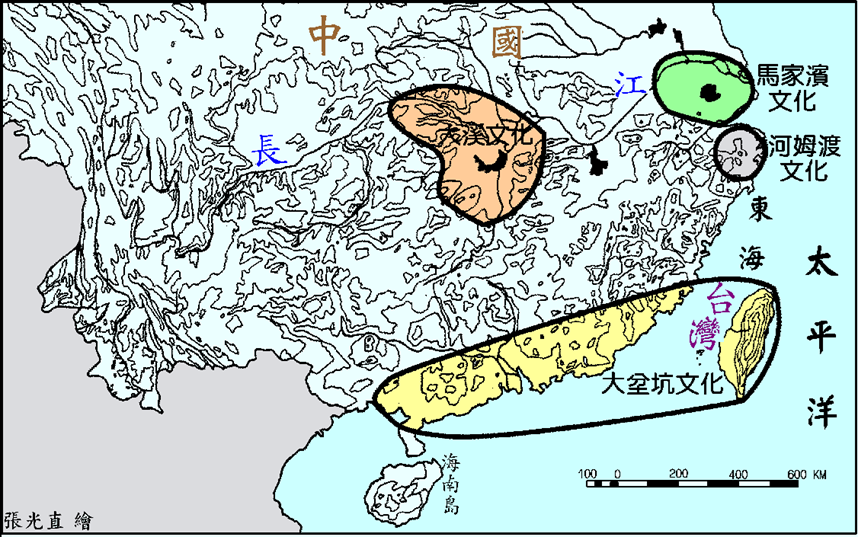 中國
長江
馬家濱
文化
河姆渡
文化
大溪文化
東海
太平洋
台灣
大坌坑文化
海南島
100 0 200 400 600 KM
張光直 繪